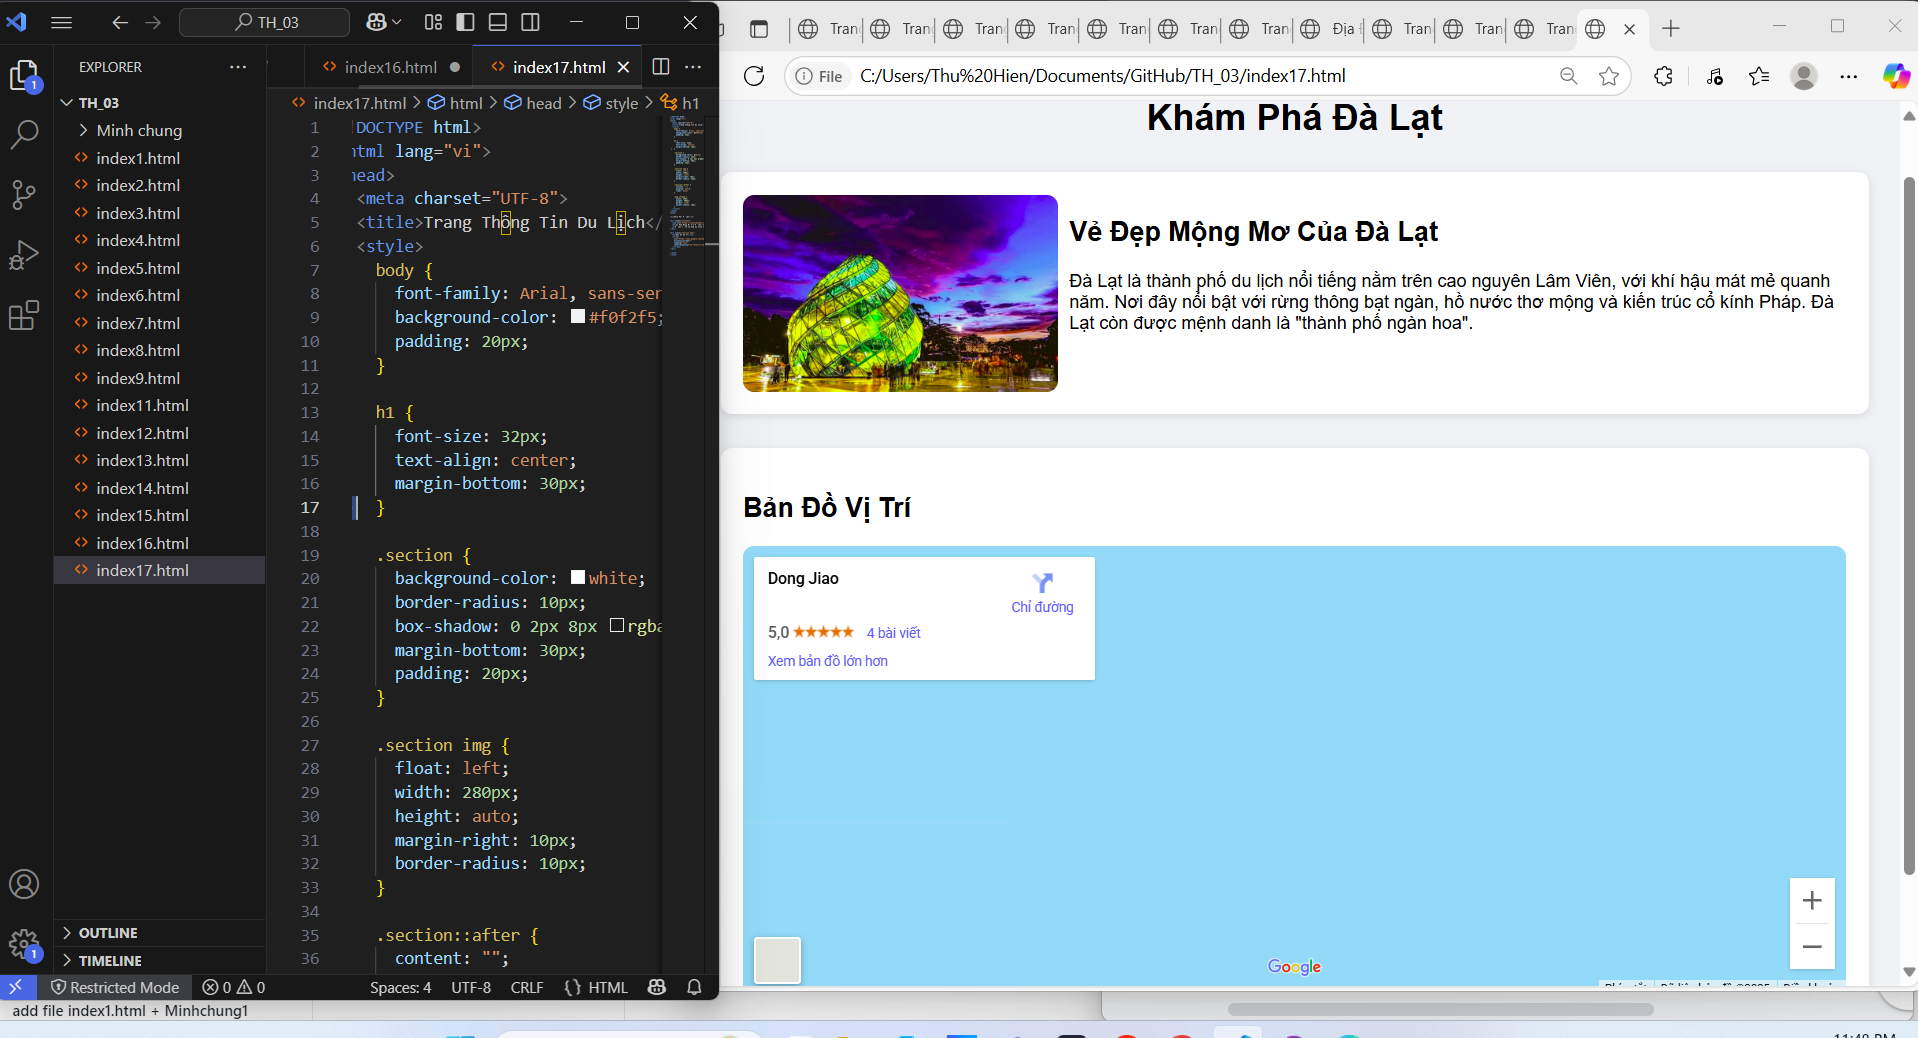 TH_03
EXPLORER
TH_03
Minh chung
index1.html
index2.html
index3.html
index4.html
index5.html
index6.html
index7.html
index8.html
index9.html
index11.html
index12.html
index13.html
index14.html
index15.html
index16.html
index17.html
OUTLINE
TIMELINE
index16.html
index17.html
index17.html > html > head > style > h1
1 DOCTYPE html>
2 html lang="vi">
3 head>
4 <meta charset="UTF-8">
5 <title>Trang Thông Tin Du Lịch</
6 <style>
7 body {
8 font-family: Arial, sans-ser
9 background-color: #f0f2f5;
10 padding: 20px;
11 }
12
13 h1 {
14 font-size: 32px;
15 text-align: center;
16 margin-bottom: 30px;
17 }
18
19 .section {
20 background-color: white;
21 border-radius: 10px;
22 box-shadow: 0 2px 8px rgba
23 margin-bottom: 30px;
24 padding: 20px;
25 }
26
27 .section img {
28 float: left;
29 width: 280px;
30 height: auto;
31 margin-right: 10px;
32 border-radius: 10px;
33 }
34
35 .section::after {
36 content: "";
1
1
Restricted Mode 0 0 Spaces: 4 UTF-8 CRLF {} HTML
add file index1.html + Minhchung1
Tran Tran Tran Tran Tran Tran Tran Địa Tran Tran Tran
File C:/Users/Thu%20Hien/Documents/GitHub/TH_03/index17.html
Khám Phá Đà Lạt
Vẻ Đẹp Mộng Mơ Của Đà Lạt
Đà Lạt là thành phố du lịch nổi tiếng nằm trên cao nguyên Lâm Viên, với khí hậu mát mẻ quanh
năm. Nơi đây nổi bật với rừng thông bạt ngàn, hồ nước thơ mộng và kiến trúc cổ kính Pháp. Đà
Lạt còn được mệnh danh là "thành phố ngàn hoa".
Bản Đồ Vị Trí
Dong Jiao
Chỉ đường
5,0 ★★★★★ 4 bài viết
Xem bản đồ lớn hơn
Google